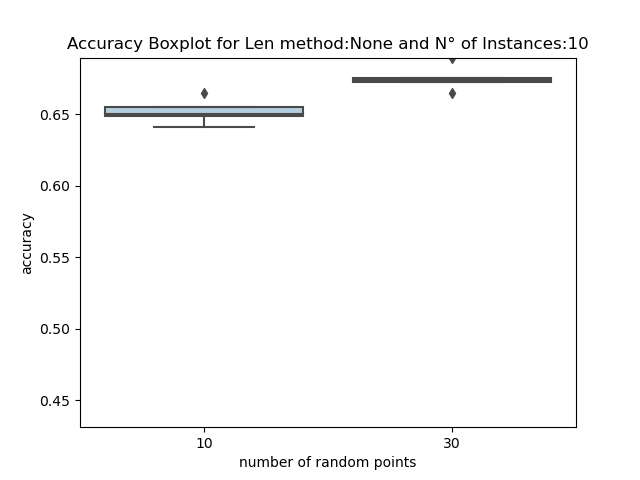 Accuracy Boxplot for Len method:None and N° of Instances:10
0.65
0.60
0.55
0.50
0.45
accuracy
10
30
number of random points